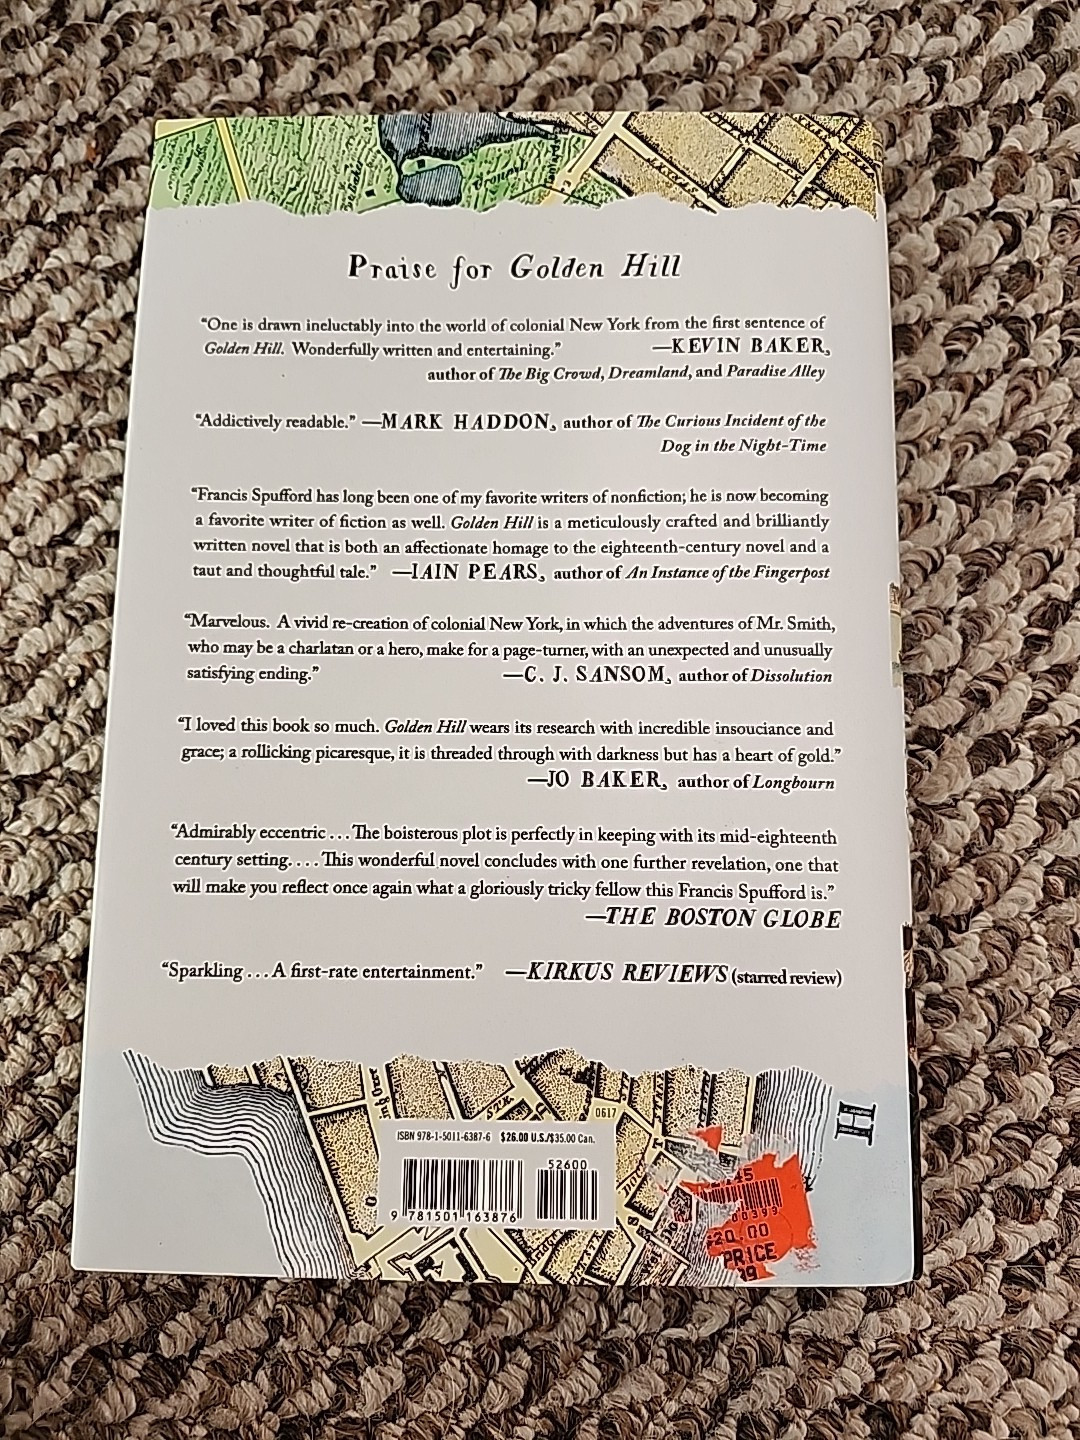 Praise for Golden Hill
“One is drawn ineluctably into the world of colonial New York from the first sentence of
Golden Hill. Wonderfully written and entertaining.” —KEVIN BAKER,
author of The Big Crowd, Dreamland, and Paradise Alley
“Addictively readable.” —MARK HADDON, author of The Curious Incident of the
Dog in the Night-Time
“Francis Spufford has long been one of my favorite writers of nonfiction; he is now becoming
a favorite writer of fiction as well. Golden Hill is a meticulously crafted and brilliantly
written novel that is both an affectionate homage to the eighteenth-century novel and a
taut and thoughtful tale.” —IAIN PEARS, author of An Instance of the Fingerpost
“Marvelous. A vivid re-creation of colonial New York, in which the adventures of Mr. Smith,
who may be a charlatan or a hero, make for a page-turner, with an unexpected and unusually
satisfying ending.” —C. J. SANSOM, author of Dissolution
“I loved this book so much. Golden Hill wears its research with incredible insouciance and
grace; a rollicking picaresque, it is threaded through with darkness but has a heart of gold.”
—JO BAKER, author of Longbourn
“Admirably eccentric . . . The boisterous plot is perfectly in keeping with its mid-eighteenth
century setting. . . . This wonderful novel concludes with one further revelation, one that
will make you reflect once again what a gloriously tricky fellow this Francis Spufford is.”
—THE BOSTON GLOBE
“Sparkling . . . A first-rate entertainment.” —KIRKUS REVIEWS (starred review)
0617
ISBN 978-1-5011-6387-6 $26.00 U.S./$35.00 Can.
52600
9 781501 163876
00399
20.00
PRICE